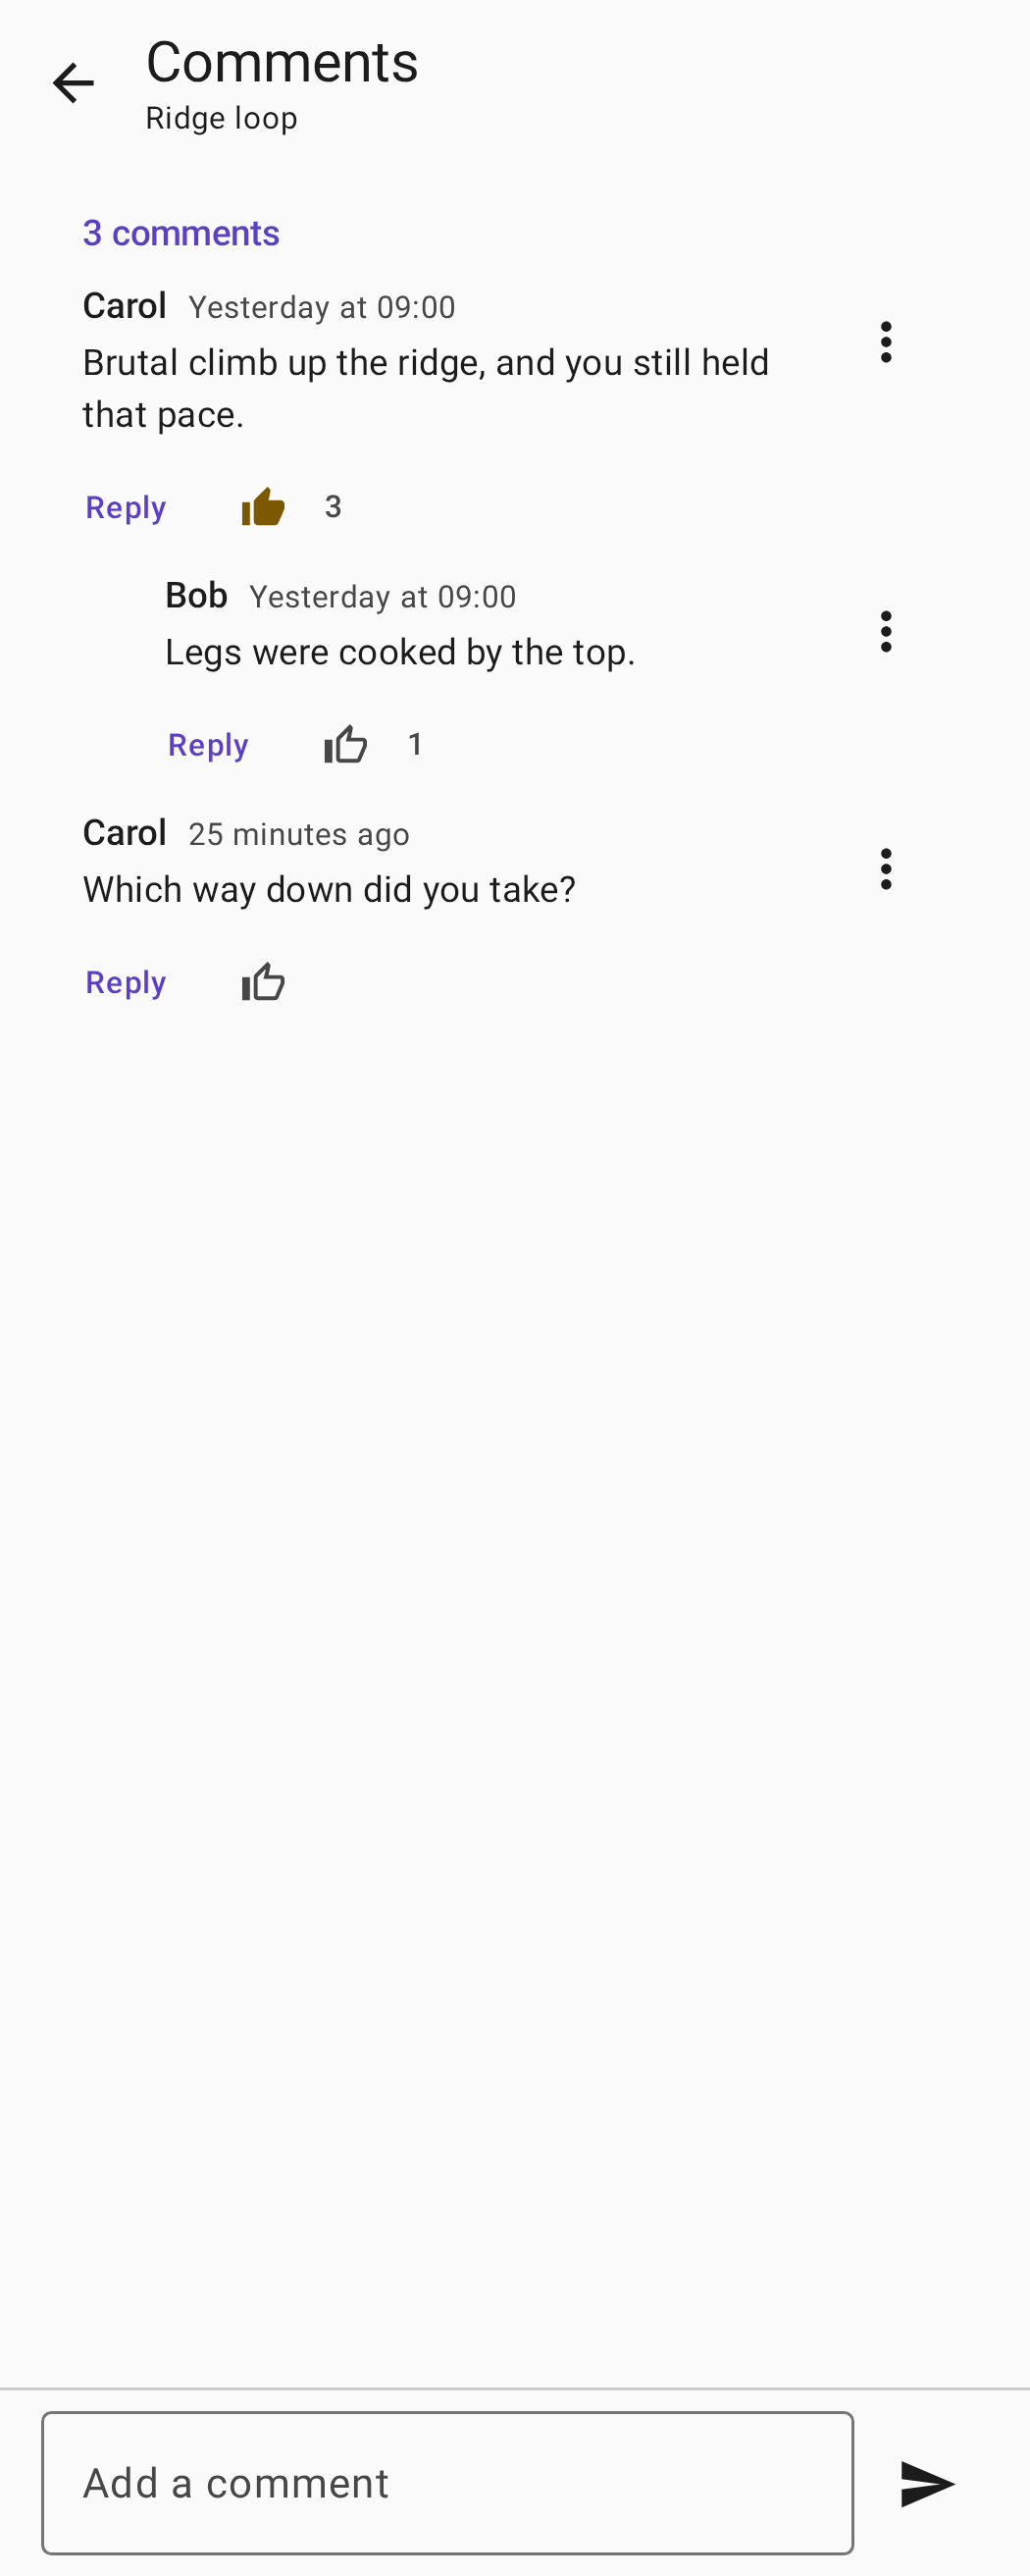 Comments
Ridge loop
3 comments
Carol Yesterday at 09:00
Brutal climb up the ridge, and you still held
that pace.
Reply 3
Bob Yesterday at 09:00
Legs were cooked by the top.
Reply 1
Carol 25 minutes ago
Which way down did you take?
Reply
Add a comment